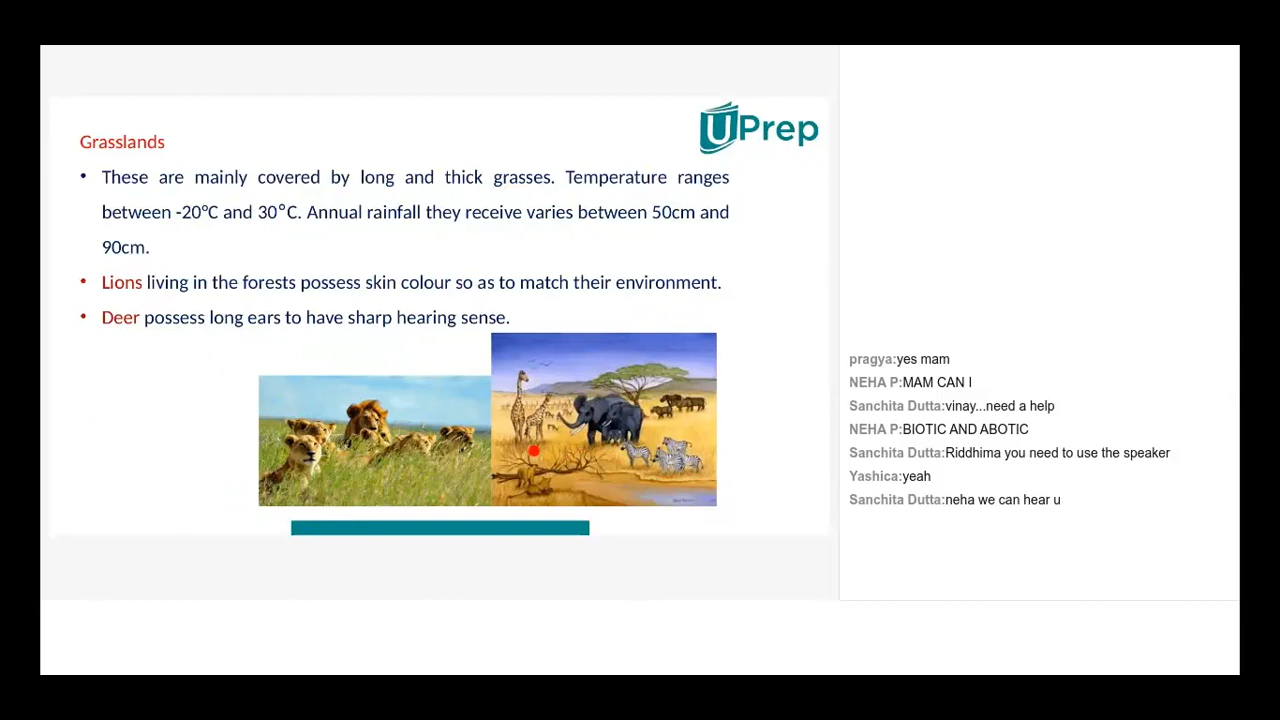 UPrep
Grasslands
• These are mainly covered by long and thick grasses. Temperature ranges
between -20°C and 30°C. Annual rainfall they receive varies between 50cm and
90cm.
• Lions living in the forests possess skin colour so as to match their environment.
• Deer possess long ears to have sharp hearing sense.
pragya:yes mam
NEHA P:MAM CAN I
Sanchita Dutta:vinay...need a help
NEHA P:BIOTIC AND ABOTIC
Sanchita Dutta:Riddhima you need to use the speaker
Yashica:yeah
Sanchita Dutta:neha we can hear u